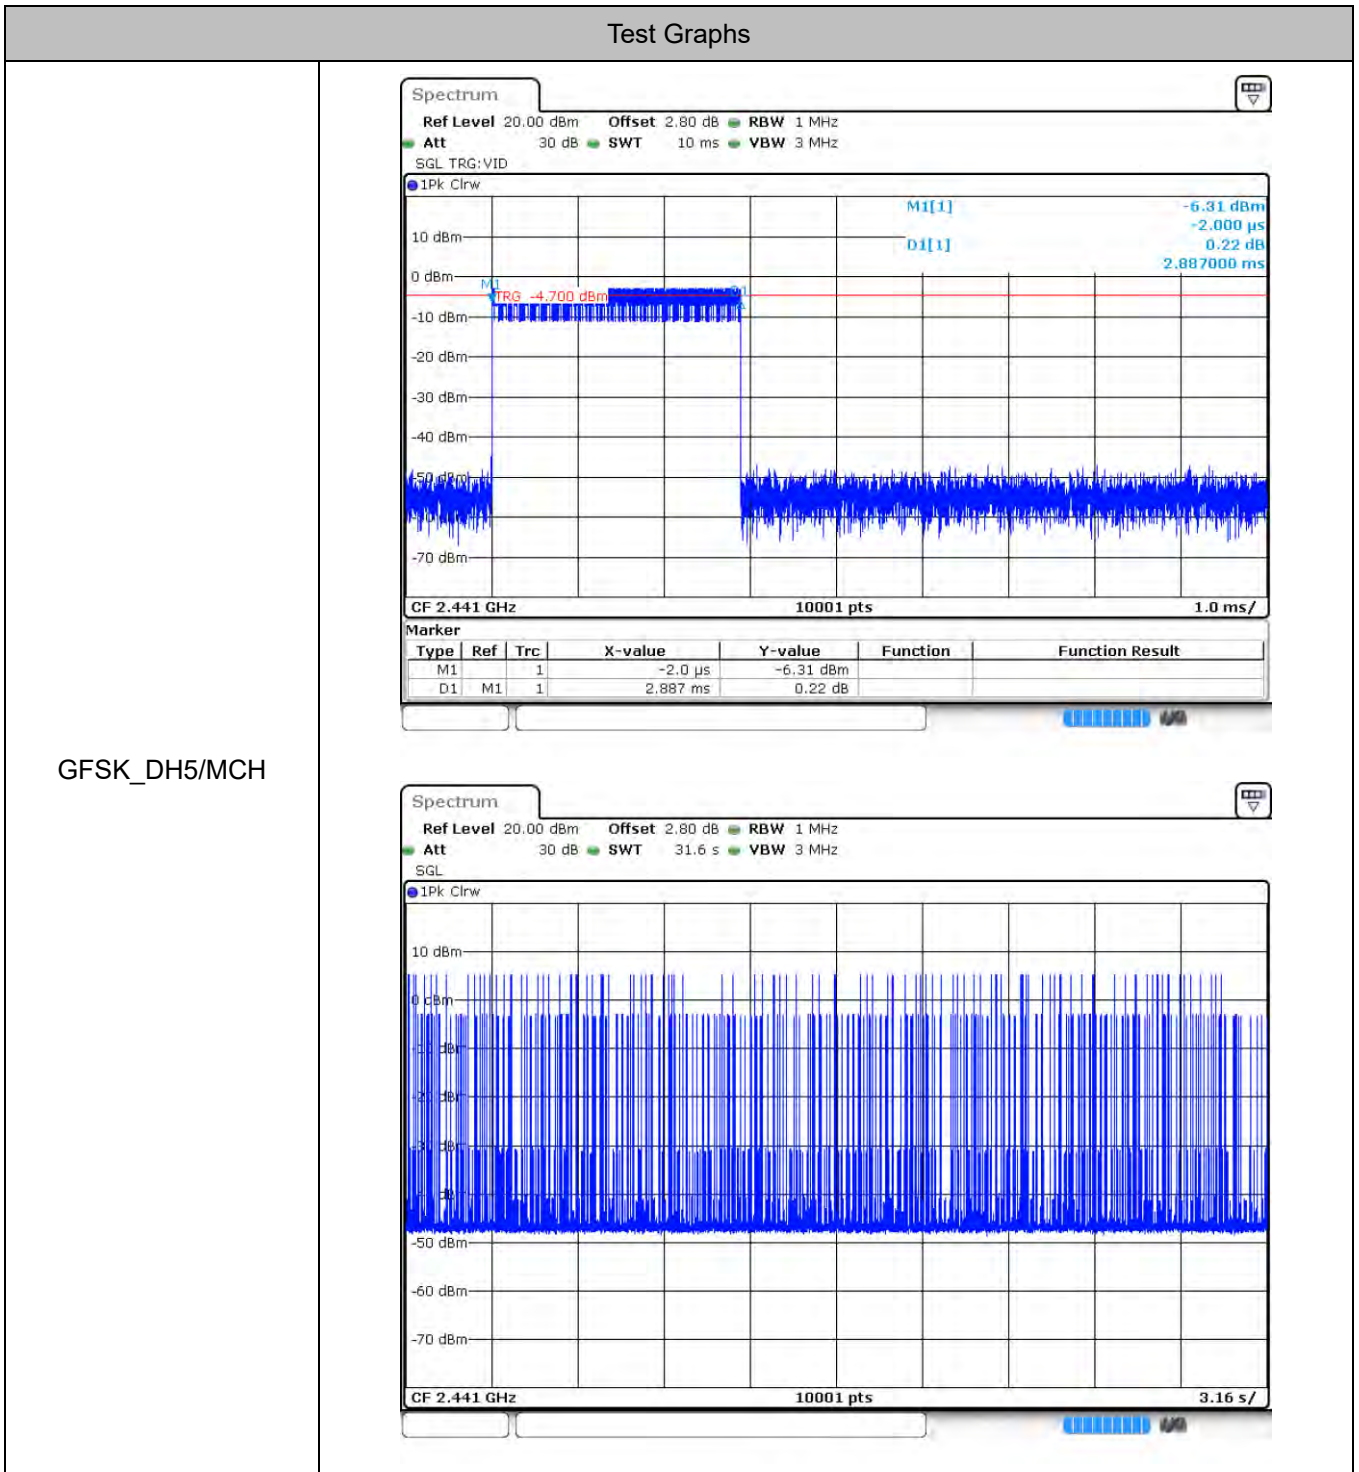 Test Graphs
GFSK_DH5/MCH
Spectrum
Ref Level 20.00 dBm Offset 2.80 dB RBW 1 MHz
Att 30 dB SWT 10 ms VBW 3 MHz
SGL TRG:VID
1Pk Clrw
M1[1] -6.31 dBm
-2.000 µs
D1[1] 0.22 dB
2.887000 ms
10 dBm
0 dBm
M1
TRG -4.700 dBm
D1
-10 dBm
-20 dBm
-30 dBm
-40 dBm
-50 dBm
-70 dBm
CF 2.441 GHz 10001 pts 1.0 ms/
Marker
Type Ref Trc X-value Y-value Function Function Result
M1 1 -2.0 µs -6.31 dBm
D1 M1 1 2.887 ms 0.22 dB
Spectrum
Ref Level 20.00 dBm Offset 2.80 dB RBW 1 MHz
Att 30 dB SWT 31.6 s VBW 3 MHz
SGL
1Pk Clrw
10 dBm
0 dBm
-50 dBm
-60 dBm
-70 dBm
CF 2.441 GHz 10001 pts 3.16 s/